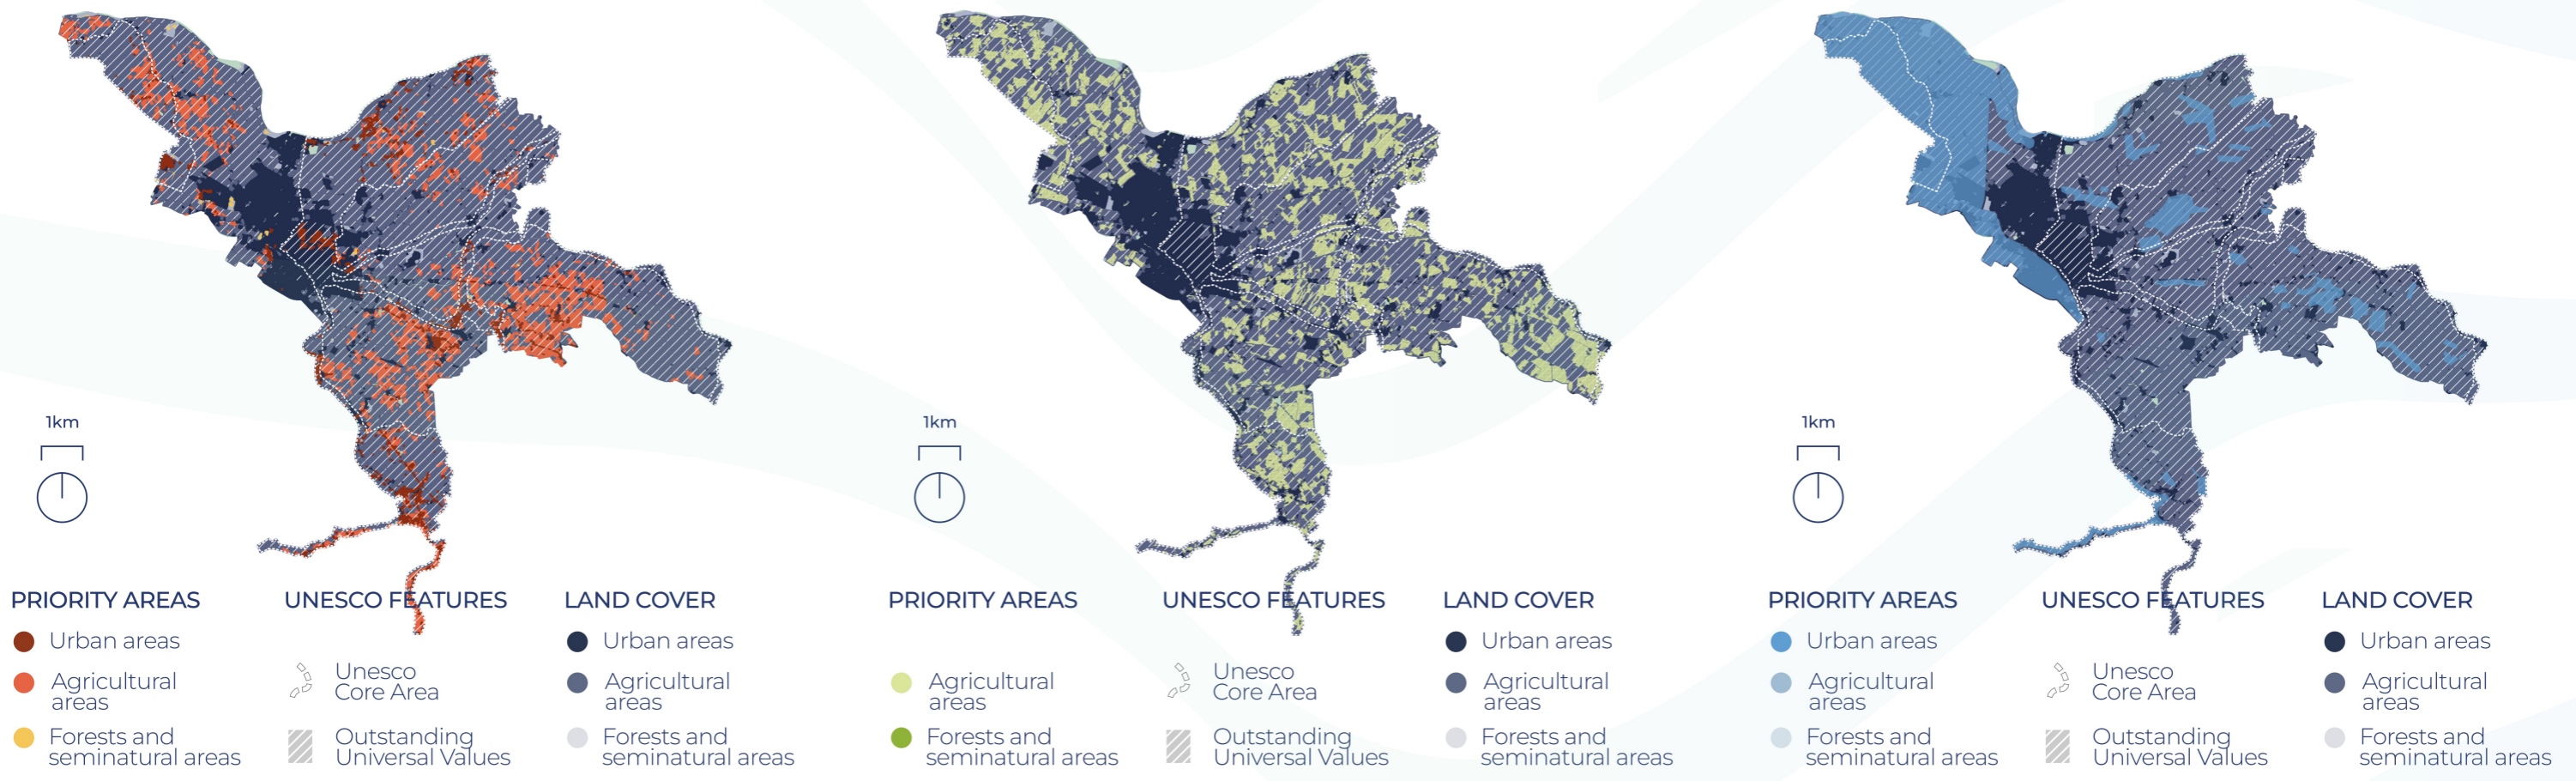 1km
1km
1km
PRIORITY AREAS
Urban areas
Agricultural
areas
Forests and
seminatural areas
UNESCO FEATURES
Unesco
Core Area
Outstanding
Universal Values
LAND COVER
Urban areas
Agricultural
areas
Forests and
seminatural areas
PRIORITY AREAS
Agricultural
areas
Forests and
seminatural areas
UNESCO FEATURES
Unesco
Core Area
Outstanding
Universal Values
LAND COVER
Urban areas
Agricultural
areas
Forests and
seminatural areas
PRIORITY AREAS
Urban areas
Agricultural
areas
Forests and
seminatural areas
UNESCO FEATURES
Unesco
Core Area
Outstanding
Universal Values
LAND COVER
Urban areas
Agricultural
areas
Forests and
seminatural areas